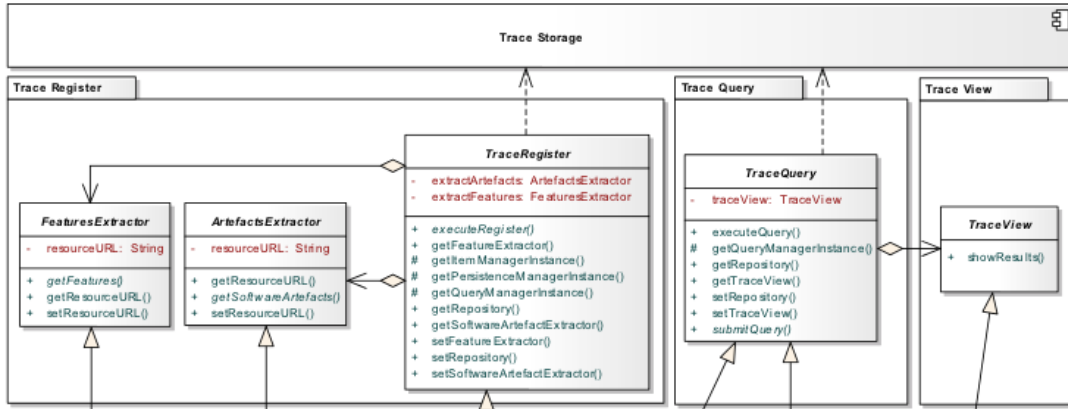 Trace Storage
Trace Register
TraceRegister
- extractArtefacts: ArtefactsExtractor
- extractFeatures: FeaturesExtractor
+ executeRegister()
+ getFeatureExtractor()
# getItemManagerInstance()
# getPersistenceManagerInstance()
# getQueryManagerInstance()
+ getRepository()
+ getSoftwareArtefactExtractor()
+ setFeatureExtractor()
+ setRepository()
+ setSoftwareArtefactExtractor()
FeaturesExtractor
- resourceURL: String
+ getFeatures()
+ getResourceURL()
+ setResourceURL()
ArtefactsExtractor
- resourceURL: String
+ getResourceURL()
+ getSoftwareArtefacts()
+ setResourceURL()
Trace Query
TraceQuery
- traceView: TraceView
+ executeQuery()
# getQueryManagerInstance()
+ getRepository()
+ getTraceView()
+ setRepository()
+ setTraceView()
+ submitQuery()
Trace View
TraceView
+ showResults()